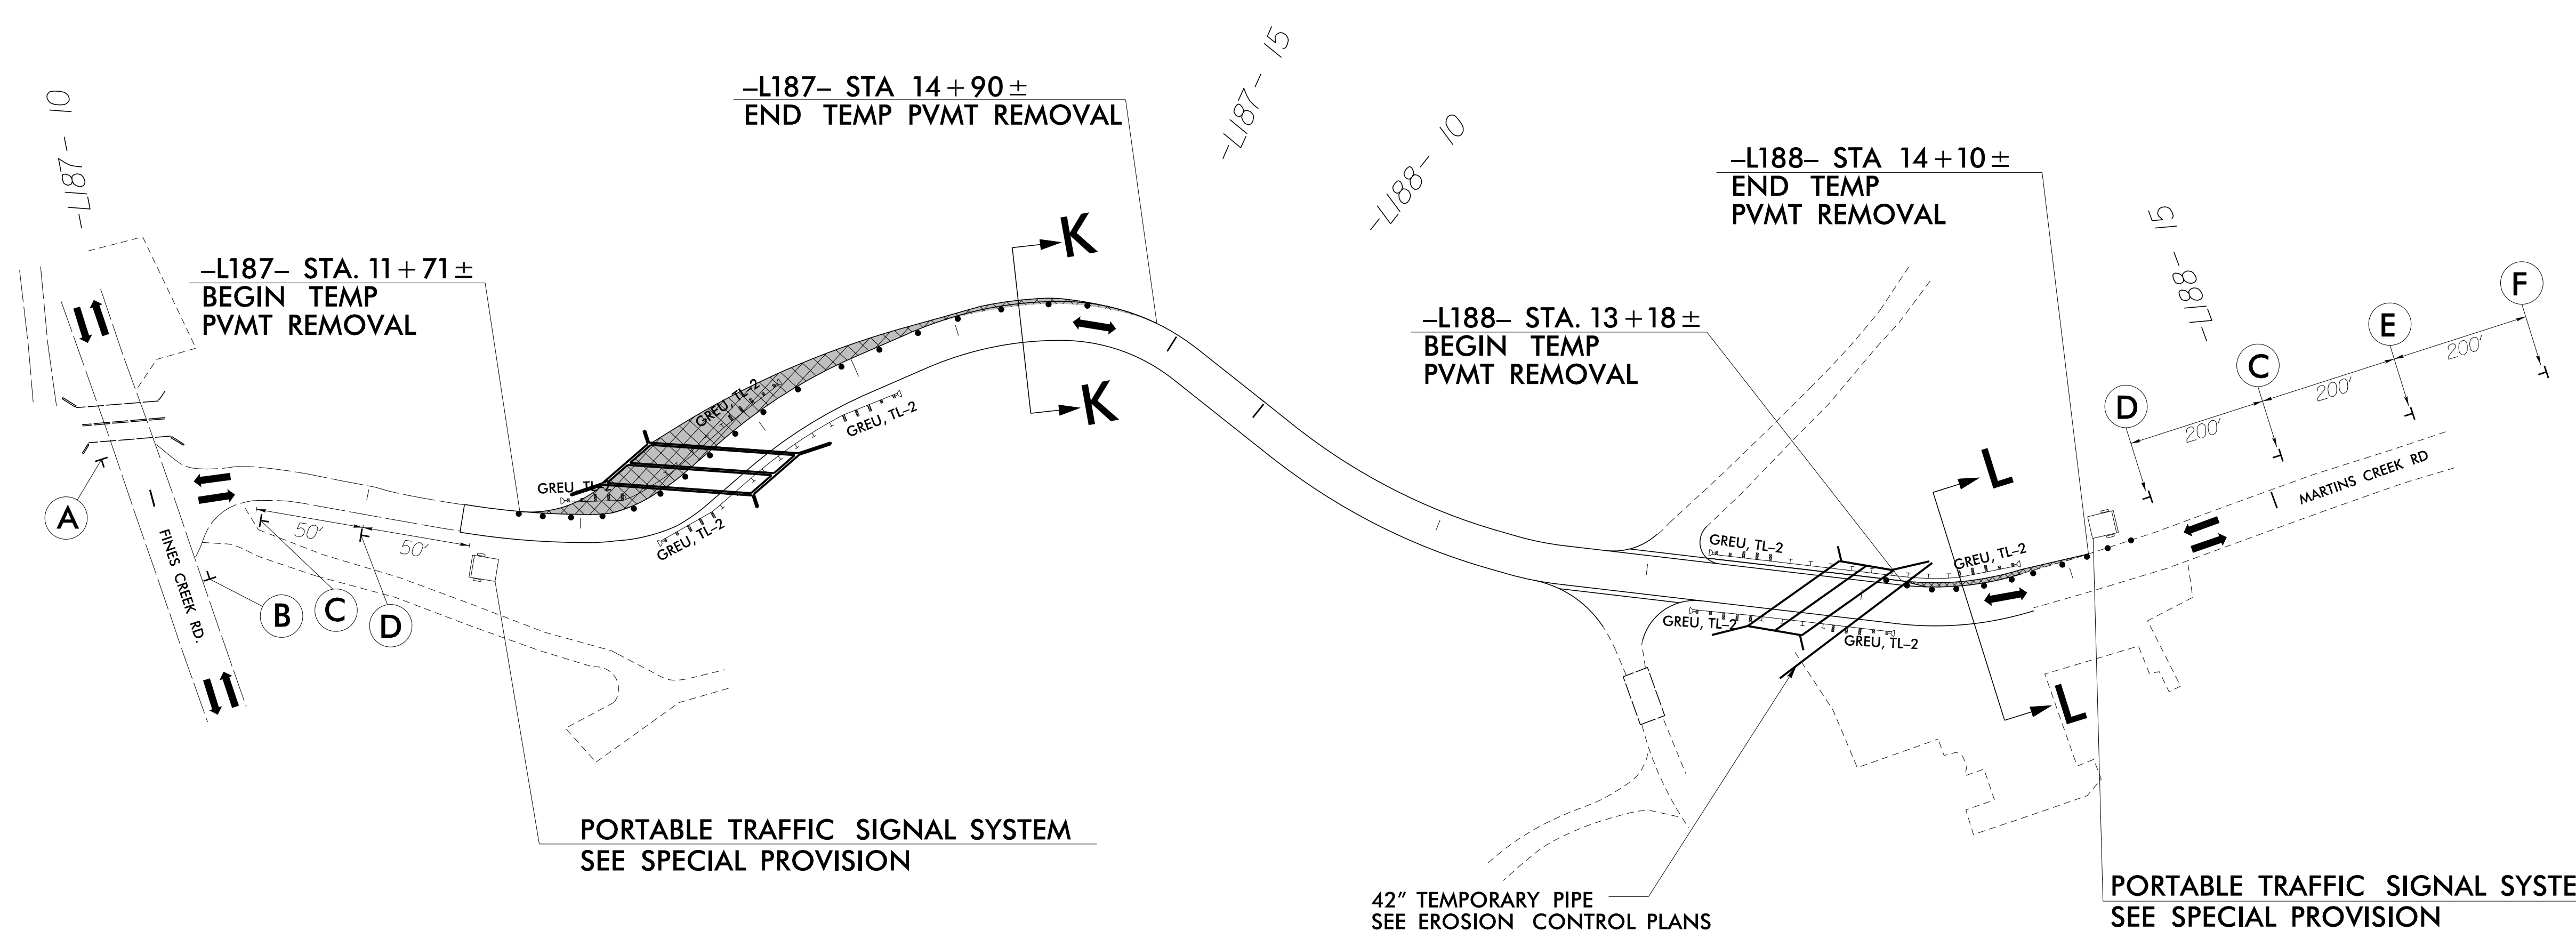 -L187- 10
-L187- 15
-L188- 10
-L188- 15
–L187– STA 14+90±
END TEMP PVMT REMOVAL
–L188– STA 14+10±
END TEMP
PVMT REMOVAL
–L187– STA. 11+71±
BEGIN TEMP
PVMT REMOVAL
–L188– STA. 13+18±
BEGIN TEMP
PVMT REMOVAL
K
K
L
L
A
B
C
D
50'
50'
FINES CREEK RD.
GREU, TL–2
GREU, TL–2
GREU, TL–2
GREU, TL–2
GREU, TL–2
GREU, TL–2
GREU, TL–2
GREU, TL–2
D
C
E
F
200'
200'
200'
MARTINS CREEK RD
PORTABLE TRAFFIC SIGNAL SYSTEM
SEE SPECIAL PROVISION
42" TEMPORARY PIPE
SEE EROSION CONTROL PLANS
PORTABLE TRAFFIC SIGNAL SYSTE
SEE SPECIAL PROVISION